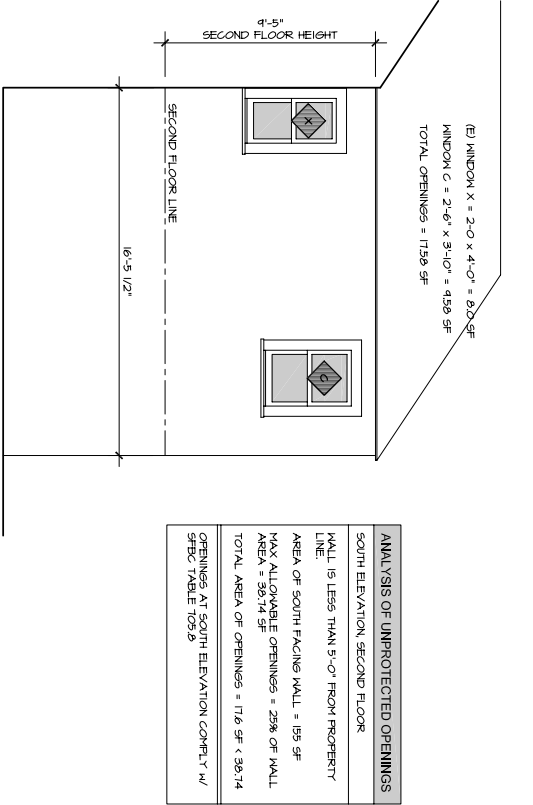 (E) WINDOW X = 2-0 x 4'-0" = 8.0 SF
WINDOW C = 2'-6" x 3'-10" = 9.58 SF
TOTAL OPENINGS = 17.58 SF
9'-5"
SECOND FLOOR HEIGHT
X
C
SECOND FLOOR LINE
16'-5 1/2"
ANALYSIS OF UNPROTECTED OPENINGS
SOUTH ELEVATION, SECOND FLOOR
WALL IS LESS THAN 5'-0" FROM PROPERTY
LINE.
AREA OF SOUTH FACING WALL = 155 SF
MAX ALLOWABLE OPENINGS = 25% OF WALL
AREA = 38.74 SF
TOTAL AREA OF OPENINGS = 17.6 SF < 38.74
OPENINGS AT SOUTH ELEVATION COMPLY W/
SFBC TABLE 705.8